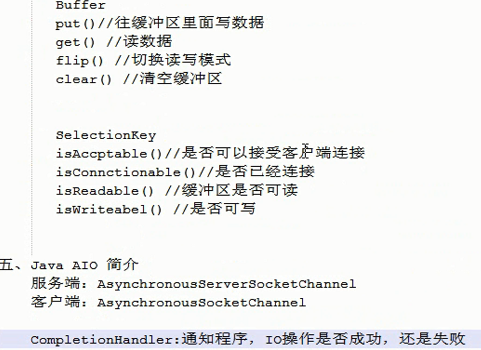 Buffer
put()//往缓冲区里面写数据
get() //读数据
flip() //切换读写模式
clear() //清空缓冲区
SelectionKey
isAccptable()//是否可以接受客户端连接
isConnctionable()//是否已经连接
isReadable() //缓冲区是否可读
isWriteabel() //是否可写
五、Java AIO 简介
服务端: AsynchronousServerSocketChannel
客户端: AsynchronousSocketChannel
CompletionHandler:通知程序，IO操作是否成功，还是失败